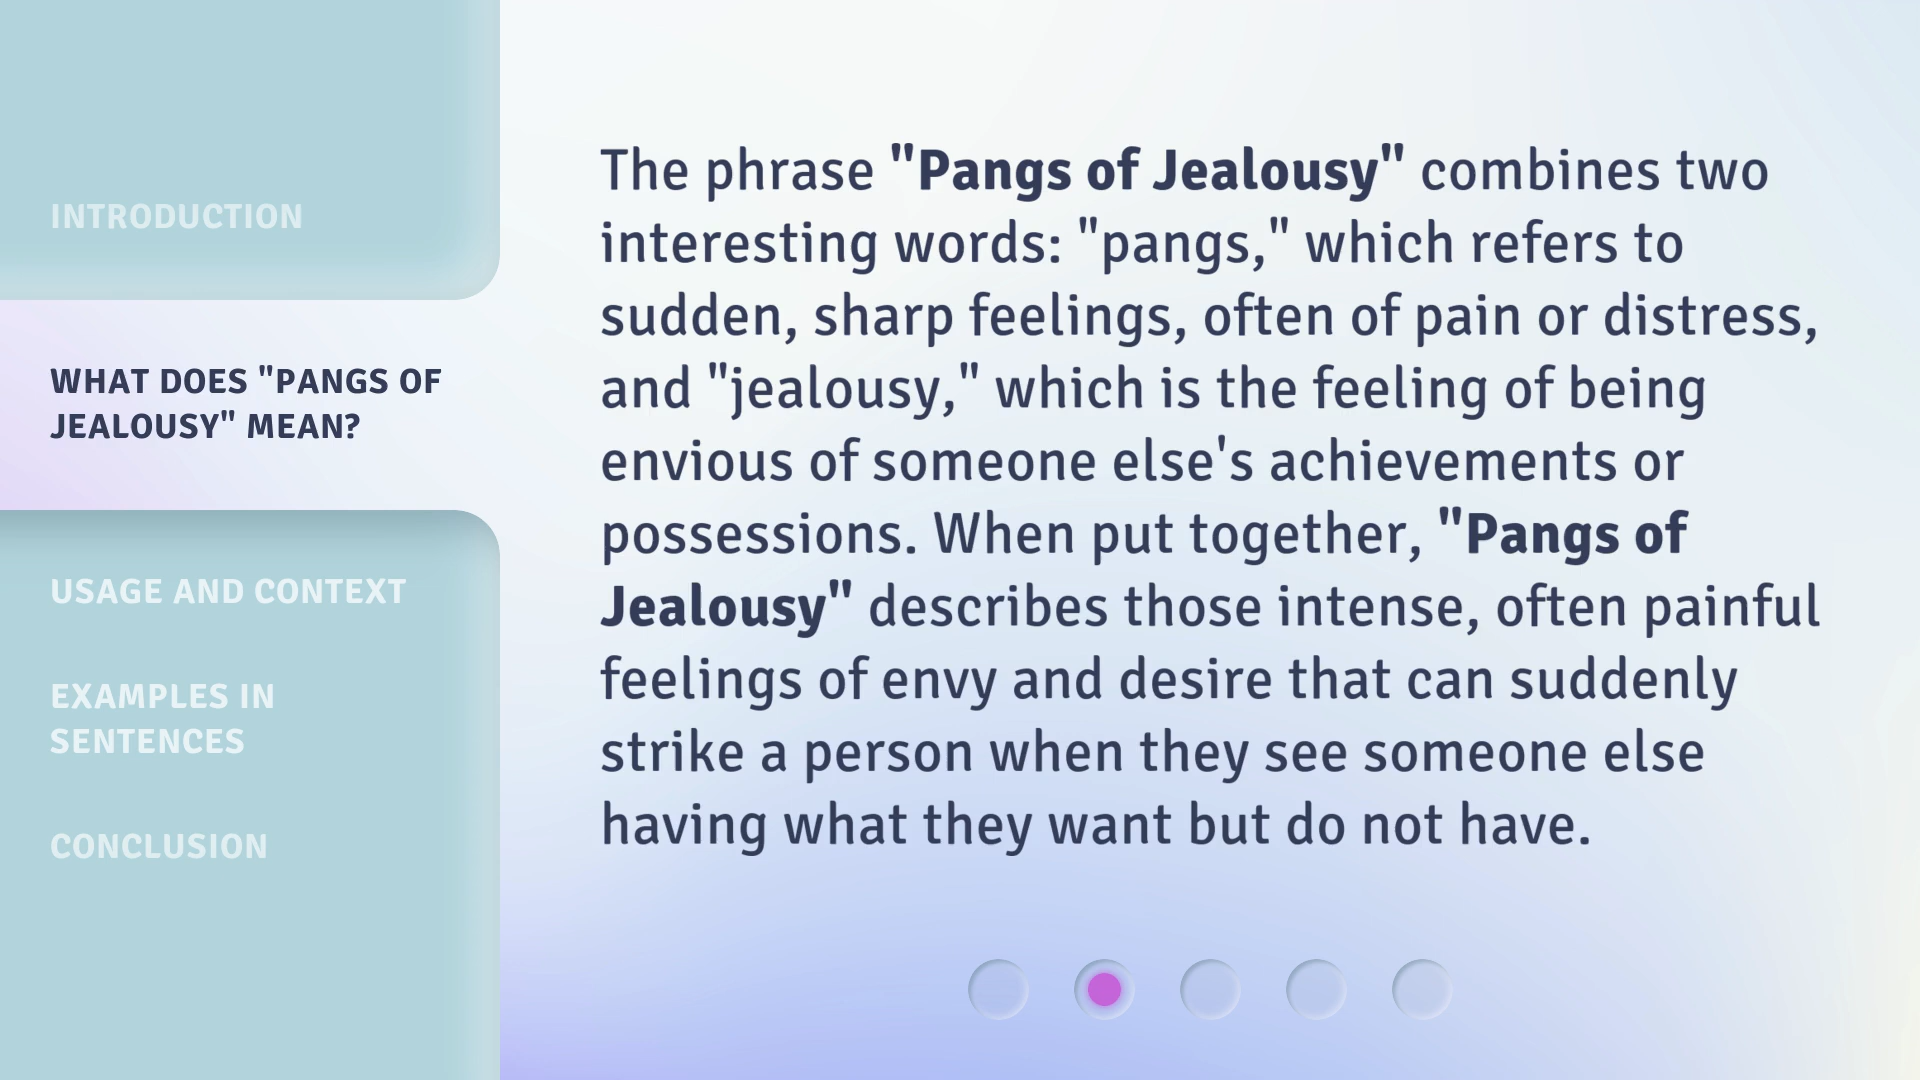 INTRODUCTION
WHAT DOES "PANGS OF
JEALOUSY" MEAN?
USAGE AND CONTEXT
EXAMPLES IN
SENTENCES
CONCLUSION
The phrase "Pangs of Jealousy" combines two
interesting words: "pangs," which refers to
sudden, sharp feelings, often of pain or distress,
and "jealousy," which is the feeling of being
envious of someone else's achievements or
possessions. When put together, "Pangs of
Jealousy" describes those intense, often painful
feelings of envy and desire that can suddenly
strike a person when they see someone else
having what they want but do not have.